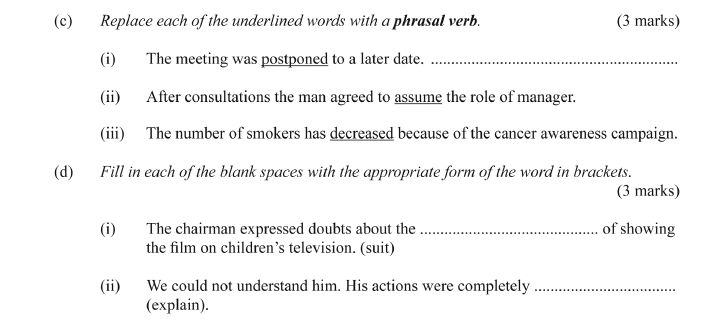 (c) Replace each of the underlined words with a phrasal verb. (3 marks)
(i) The meeting was postponed to a later date. ................................................................
(ii) After consultations the man agreed to assume the role of manager.
(iii) The number of smokers has decreased because of the cancer awareness campaign.
(d) Fill in each of the blank spaces with the appropriate form of the word in brackets.
(3 marks)
(i) The chairman expressed doubts about the .............................................. of showing
the film on children's television. (suit)
(ii) We could not understand him. His actions were completely ....................................
(explain).